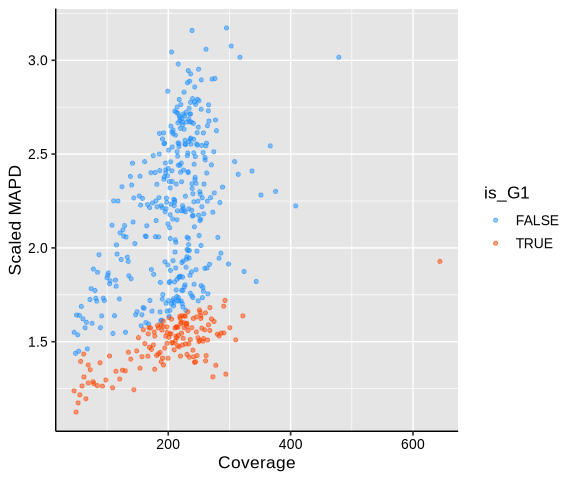 Scaled MAPD
3.0
2.5
2.0
1.5
200
400
600
Coverage
is_G1
FALSE
TRUE